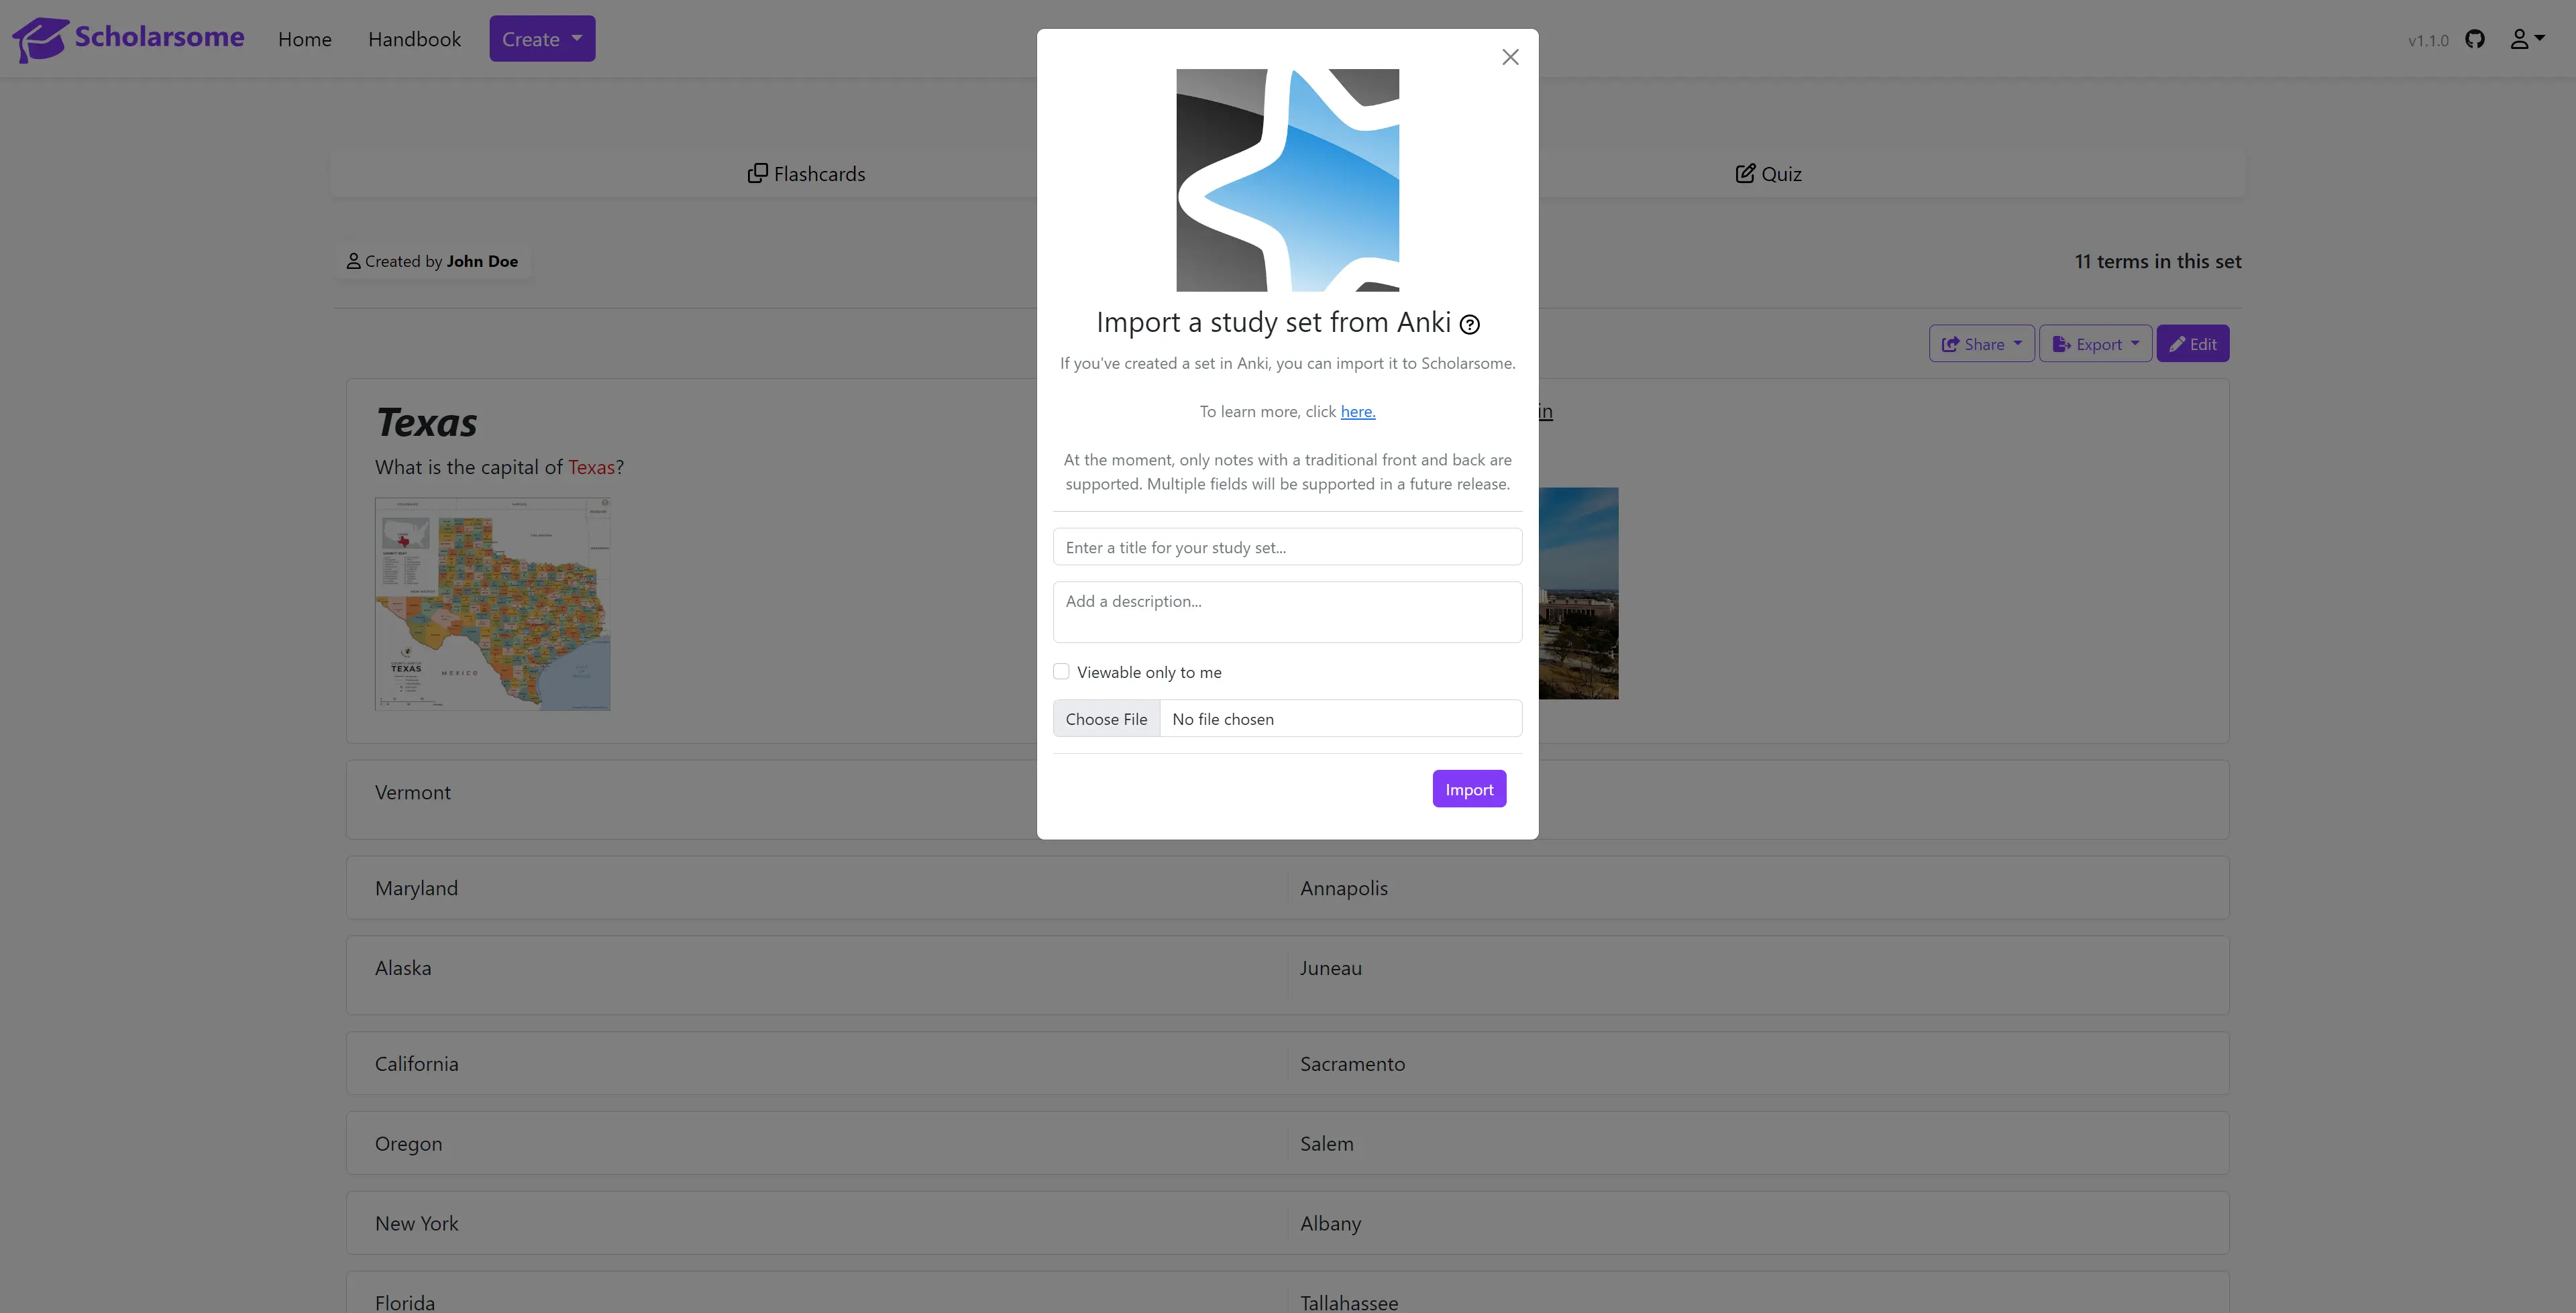 Scholarsome
Home
Handbook
Create
v1.1.0
Flashcards
Quiz
Created by John Doe
11 terms in this set
Share
Export
Edit
Texas
What is the capital of Texas?
TEXAS
MEXICO
in
Import a study set from Anki
If you've created a set in Anki, you can import it to Scholarsome.
To learn more, click here.
At the moment, only notes with a traditional front and back are
supported. Multiple fields will be supported in a future release.
Enter a title for your study set...
Add a description...
Viewable only to me
Choose File
No file chosen
Import
Vermont
Maryland
Annapolis
Alaska
Juneau
California
Sacramento
Oregon
Salem
New York
Albany
Florida
Tallahassee